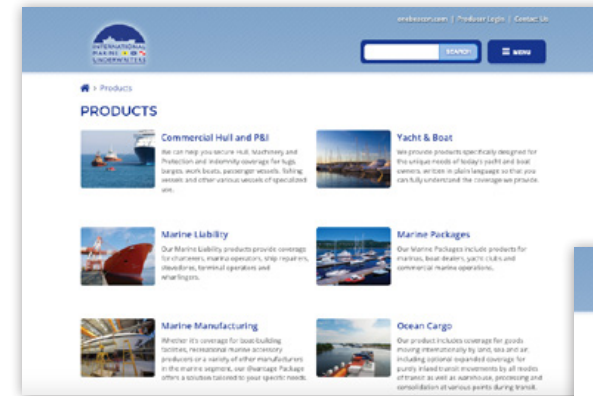 onebeacon.com | Producer Login | Contact Us
INTERNATIONAL
MARINE
UNDERWRITERS
SEARCH
MENU
> Products
PRODUCTS
Commercial Hull and P&I
We can help you secure Hull, Machinery and
Protection and Indemnity coverage for tugs,
barges, work boats, passenger vessels, fishing
vessels and other various vessels of specialized
use.
Yacht & Boat
We provide products specifically designed for
the unique needs of today's yacht and boat
owners, written in plain language so that you
can fully understand the coverage we provide.
Marine Liability
Our Marine Liability products provide coverage
for charterers, marina operators, ship repairers,
stevedores, terminal operators and
wharfingers.
Marine Packages
Our Marine Packages include products for
marinas, boat dealers, yacht clubs and
commercial marine operations.
Marine Manufacturing
Whether it's coverage for boat-building
facilities, recreational marine accessory
producers or a variety of other manufacturers
in the marine segment, our Advantage Package
offers a solution tailored to your specific needs.
Ocean Cargo
Our product includes coverage for goods
moving internationally by land, sea and air,
including optional expanded coverage for
purely inland transit movements by all modes
of transit as well as warehouse, processing and
consolidation at various points during transit.